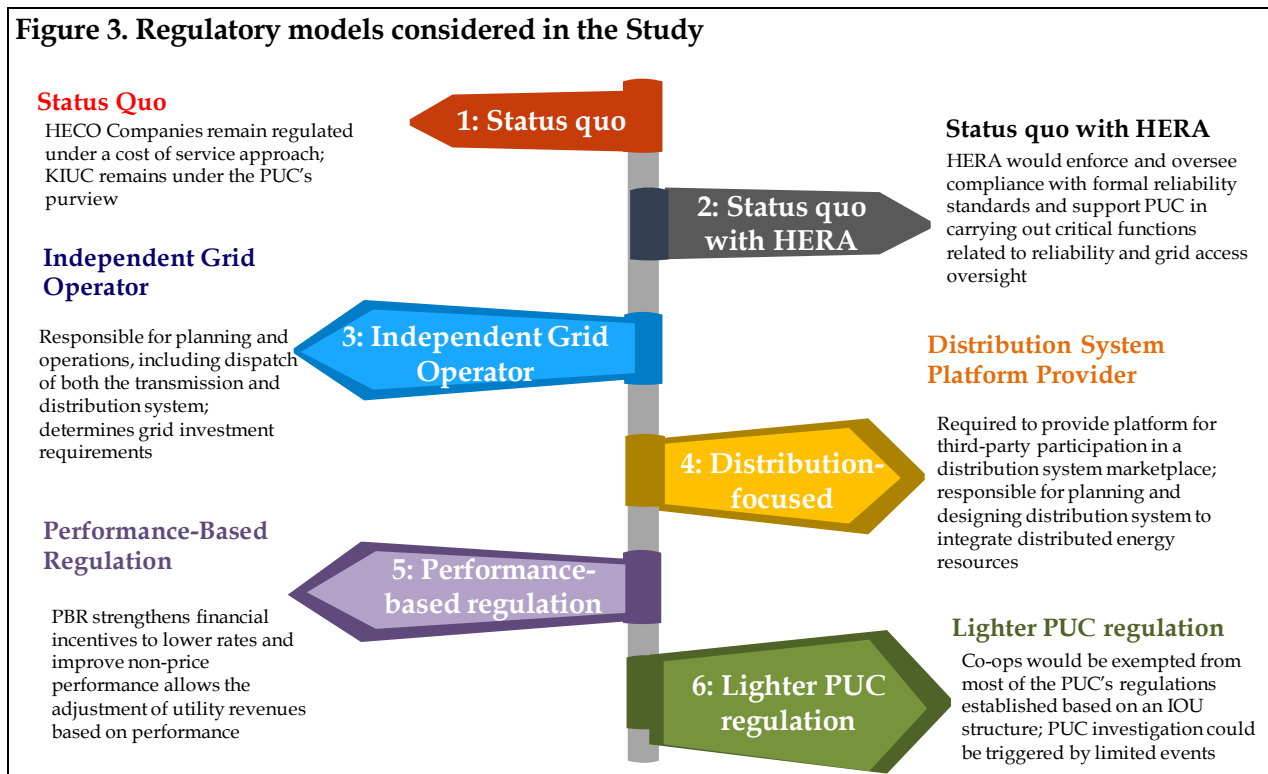 Figure 3. Regulatory models considered in the Study
Status Quo
HECO Companies remain regulated
under a cost of service approach;
KIUC remains under the PUC's
purview
1: Status quo
Status quo with HERA
HERA would enforce and oversee
compliance with formal reliability
standards and support PUC in
carrying out critical functions
related to reliability and grid access
oversight
2: Status quo
with HERA
Independent Grid
Operator
Responsible for planning and
operations, including dispatch
of both the transmission and
distribution system;
determines grid investment
requirements
3: Independent Grid
Operator
Distribution System
Platform Provider
Required to provide platform for
third-party participation in a
distribution system marketplace;
responsible for planning and
designing distribution system to
integrate distributed energy
resources
4: Distribution-
focused
Performance-Based
Regulation
PBR strengthens financial
incentives to lower rates and
improve non-price
performance allows the
adjustment of utility revenues
based on performance
5: Performance-
based regulation
Lighter PUC regulation
Co-ops would be exempted from
most of the PUC's regulations
established based on an IOU
structure; PUC investigation could
be triggered by limited events
6: Lighter PUC
regulation